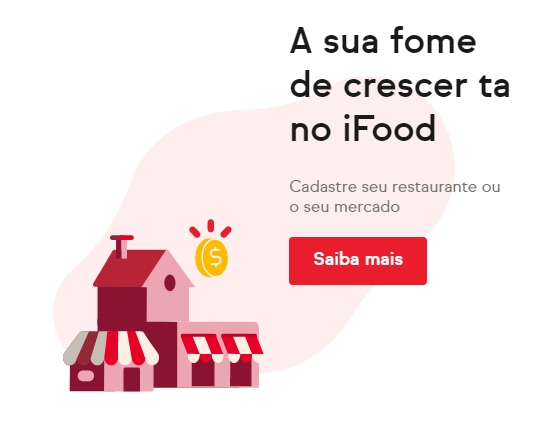 A sua fome
de crescer ta
no iFood
Cadastre seu restaurante ou
o seu mercado
Saiba mais
$